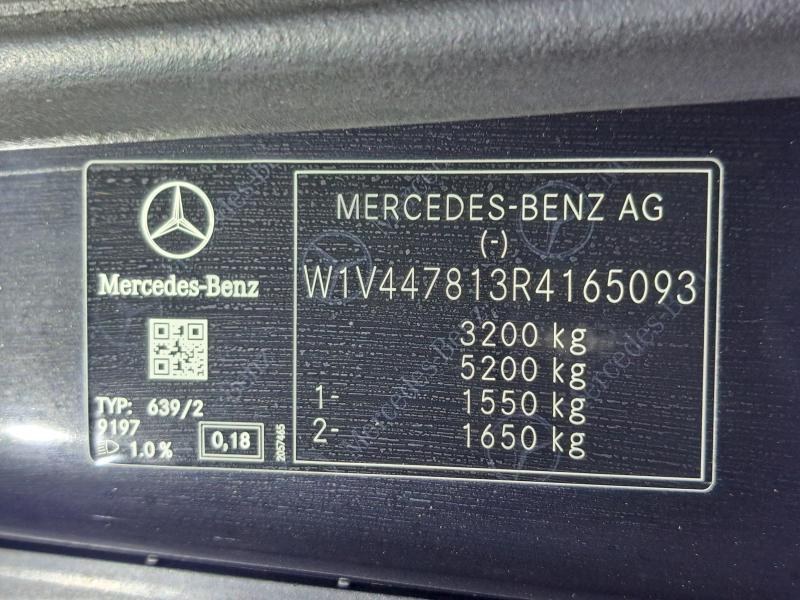 Mercedes-Benz
TYP: 639/2
9197
1.0 %
0,18
2057465
MERCEDES-BENZ AG
(-)
W1V447813R4165093
3200 kg
5200 kg
1- 1550 kg
2- 1650 kg